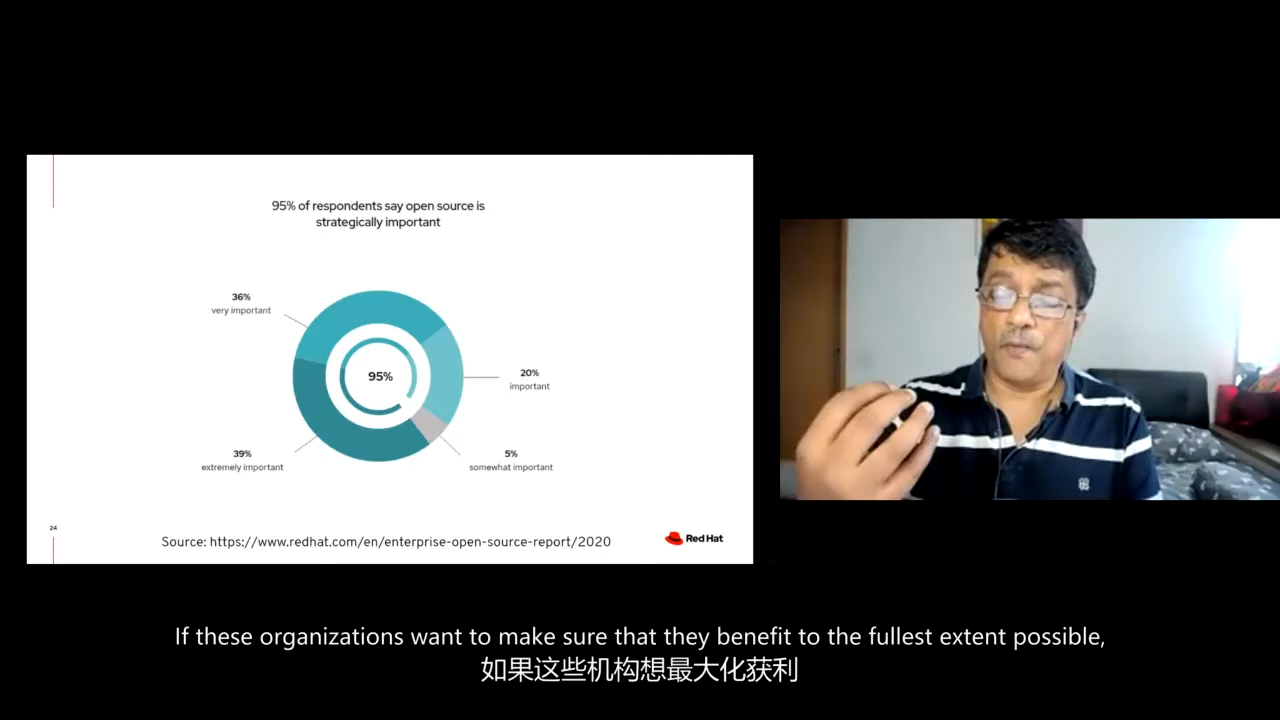 95% of respondents say open source is
strategically important
36%
very important
95%
20%
important
39%
extremely important
5%
somewhat important
24
Source: https://www.redhat.com/en/enterprise-open-source-report/2020
Red Hat
If these organizations want to make sure that they benefit to the fullest extent possible,
如果这些机构想最大化获利